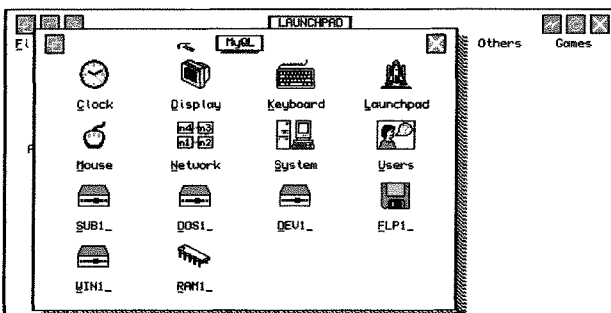 LAUNCHPAD
MyQL
Others Games
Clock Display Keyboard Launchpad
n4 n3
n1 n2
Mouse Network System Users
SUB1_ DOS1_ DEV1_ FLP1_
WIN1_ RAM1_